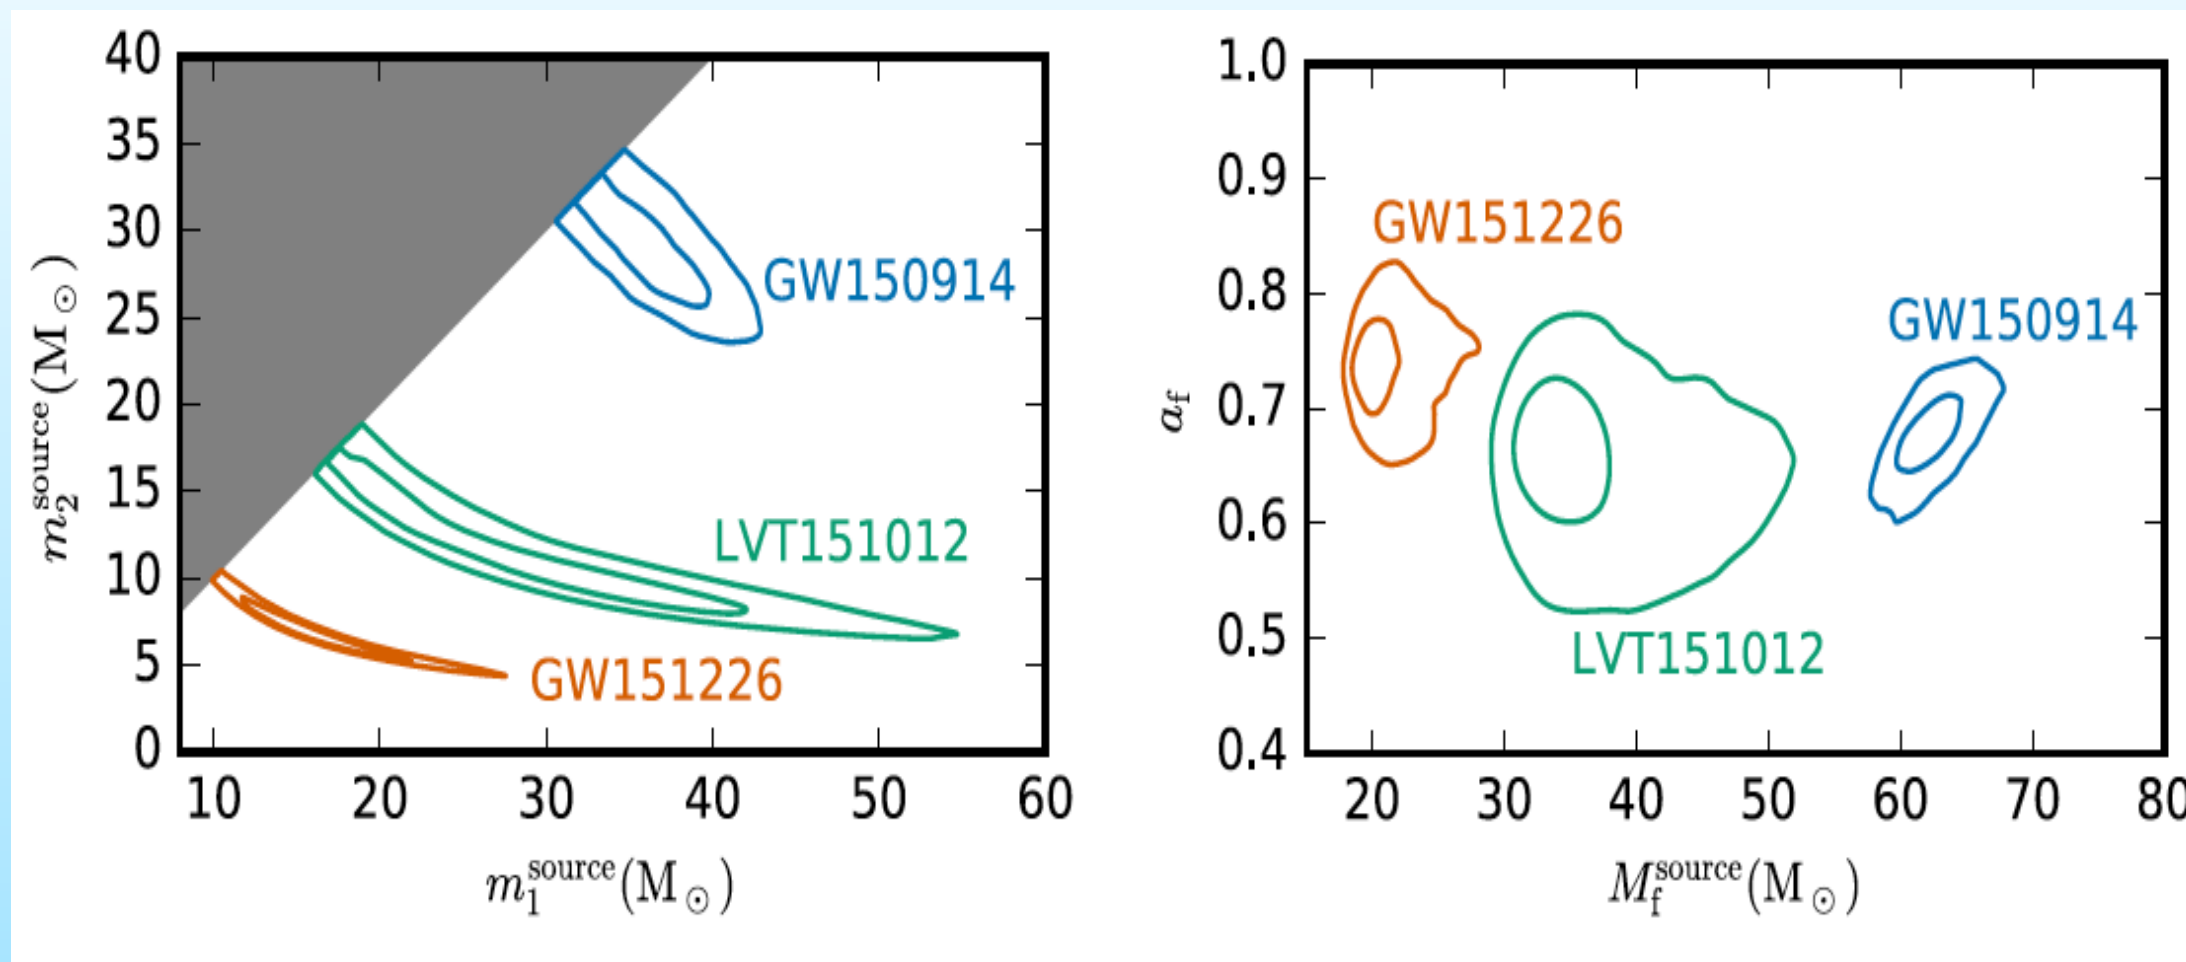 40
35
30
25
20
15
10
5
0
10 20 30 40 50 60
m₂^source (M⊙)
m₁^source (M⊙)
GW150914
LVT151012
GW151226
1.0
0.9
0.8
0.7
0.6
0.5
0.4
20 30 40 50 60 70 80
a_f
M_f^source (M⊙)
GW151226
GW150914
LVT151012